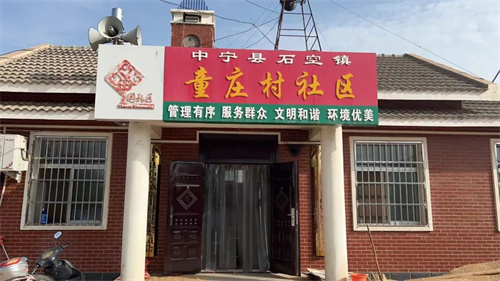 中宁县石空镇
童庄村社区
管理有序 服务群众 文明和谐 环境优美